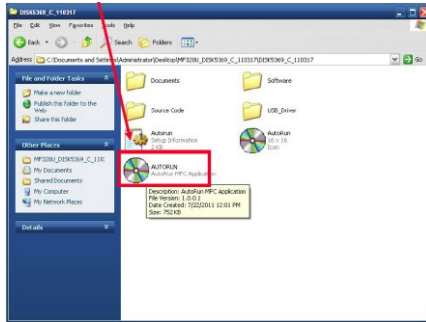 DISK5369_C_110317
File Edit View Favorites Tools Help
Back Search Folders
Address C:\Documents and Settings\Administrator\Desktop\MF3200U_DISK5369_C_110317\DISK5369_C_110317 Go
File and Folder Tasks
Make a new folder
Publish this folder to the Web
Share this folder
Other Places
My Documents
Shared Documents
My Computer
My Network Places
Details
Documents
Software
Source Code
USB_Driver
Autorun
Setup Information
2 KB
AutoRun
16 x 16
Icon
AUTORUN
AutoRun MFC Application
Description: AutoRun MFC Application
File Version: 1.0.0.1
Date Created: 7/22/2011 12:01 PM
Size: 752 KB